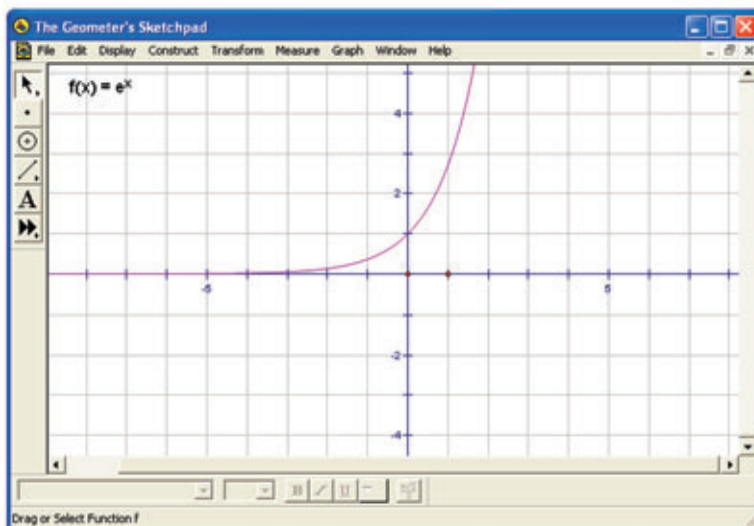 The Geometer's Sketchpad
File Edit Display Construct Transform Measure Graph Window Help
f(x) = eˣ
4
2
-5
5
-2
-4
A
B I U
Drag or Select Function f